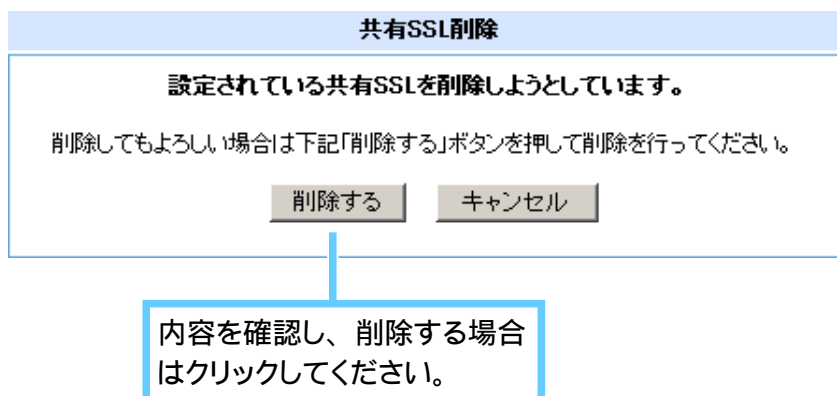 共有SSL削除
設定されている共有SSLを削除しようとしています。
削除してもよろしい場合は下記「削除する」ボタンを押して削除を行ってください。
削除する キャンセル
内容を確認し、削除する場合
はクリックしてください。